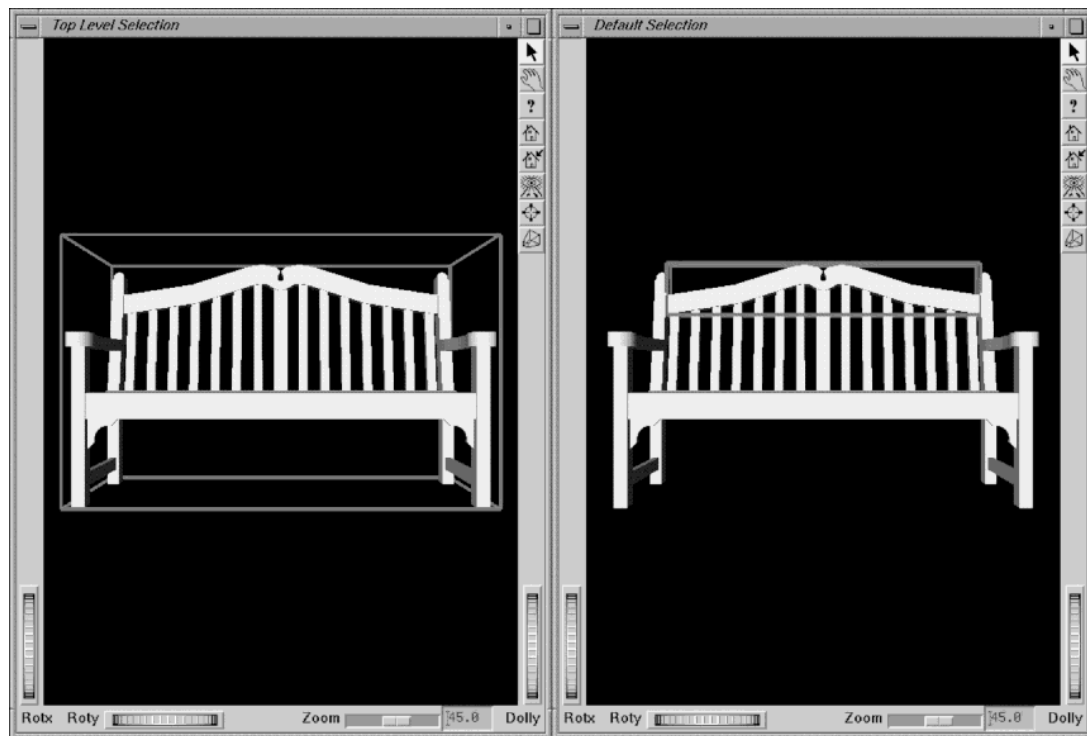 Top Level Selection
?
Rotx Roty Zoom 45.0 Dolly
Default Selection
?
Rotx Roty Zoom 45.0 Dolly